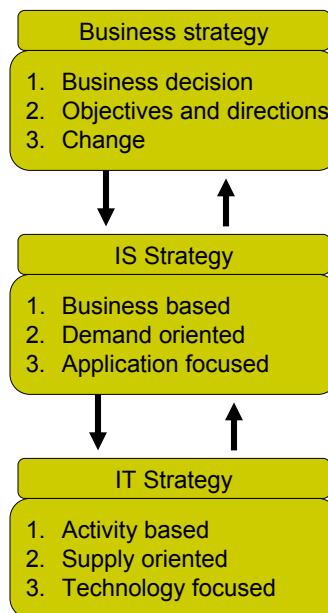 Business strategy
1. Business decision
2. Objectives and directions
3. Change
IS Strategy
1. Business based
2. Demand oriented
3. Application focused
IT Strategy
1. Activity based
2. Supply oriented
3. Technology focused